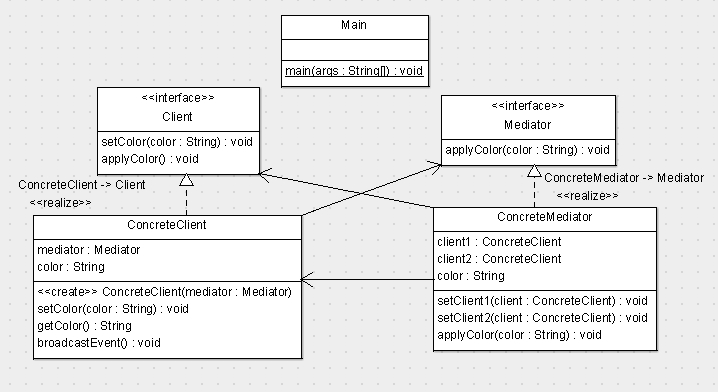 Main
main(args : String[]) : void
<<interface>>
Client
setColor(color : String) : void
applyColor() : void
<<interface>>
Mediator
applyColor(color : String) : void
ConcreteClient -> Client
<<realize>>
ConcreteMediator -> Mediator
<<realize>>
ConcreteClient
mediator : Mediator
color : String
<<create>> ConcreteClient(mediator : Mediator)
setColor(color : String) : void
getColor() : String
broadcastEvent() : void
ConcreteMediator
client1 : ConcreteClient
client2 : ConcreteClient
color : String
setClient1(client : ConcreteClient) : void
setClient2(client : ConcreteClient) : void
applyColor(color : String) : void